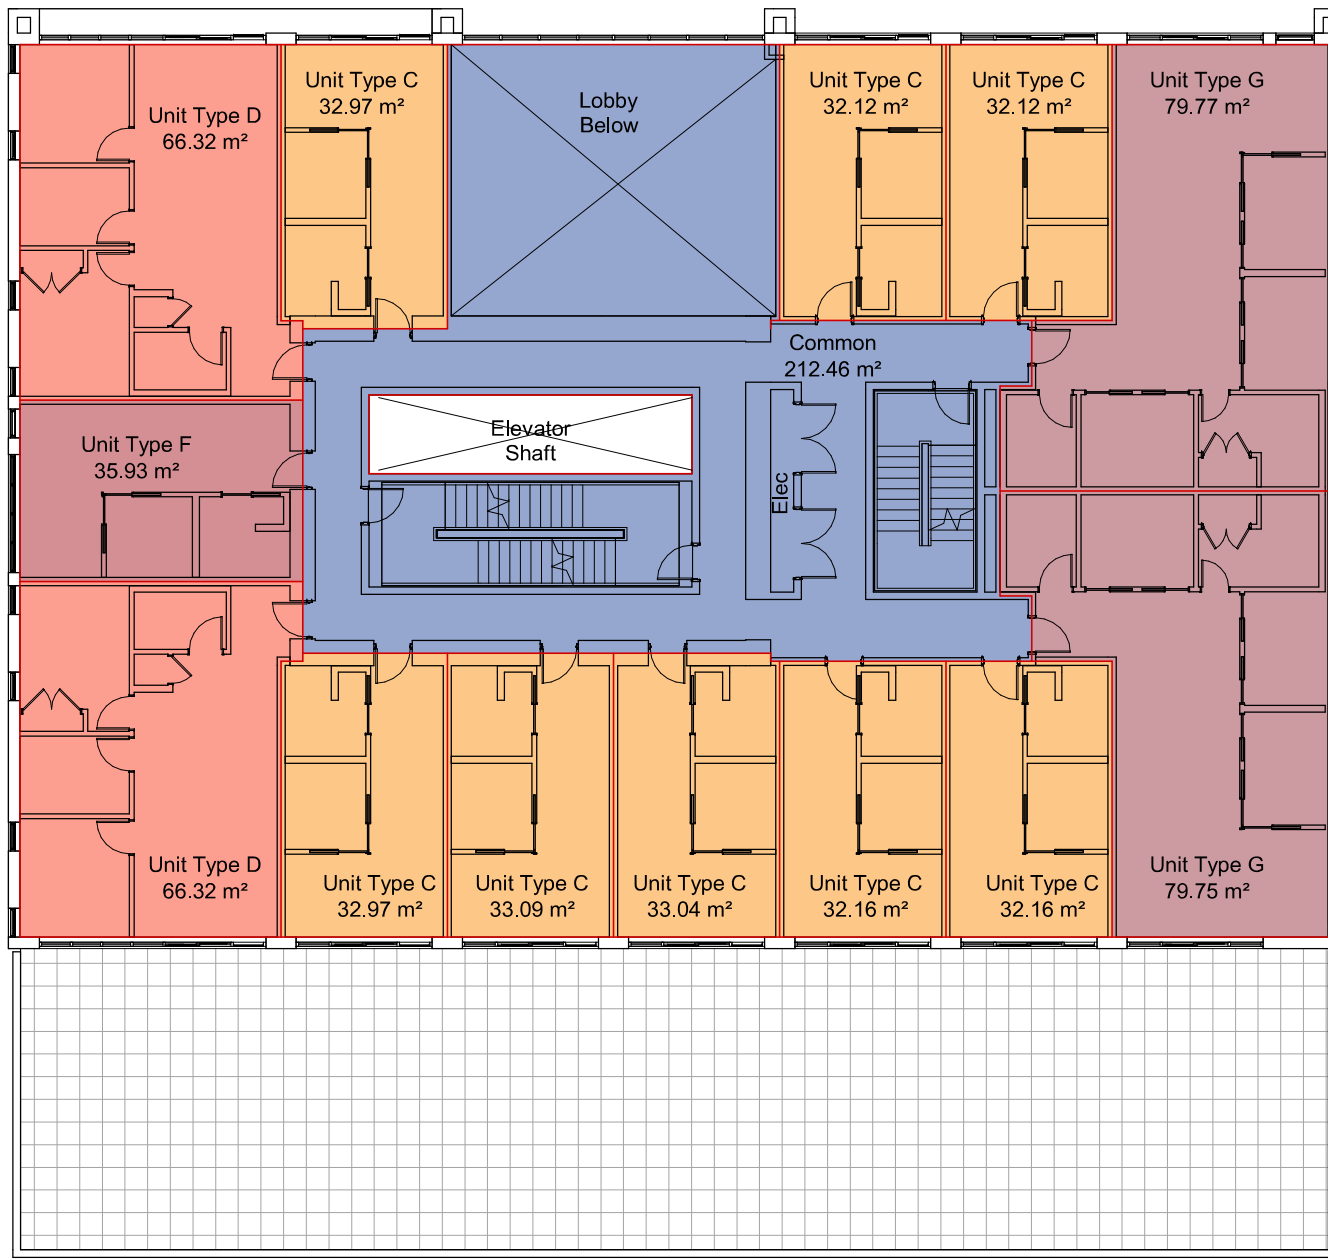 Unit Type D
66.32 m²
Unit Type C
32.97 m²
Lobby
Below
Unit Type C
32.12 m²
Unit Type C
32.12 m²
Unit Type G
79.77 m²
Common
212.46 m²
Unit Type F
35.93 m²
Elevator
Shaft
Elec
Unit Type D
66.32 m²
Unit Type C
32.97 m²
Unit Type C
33.09 m²
Unit Type C
33.04 m²
Unit Type C
32.16 m²
Unit Type C
32.16 m²
Unit Type G
79.75 m²